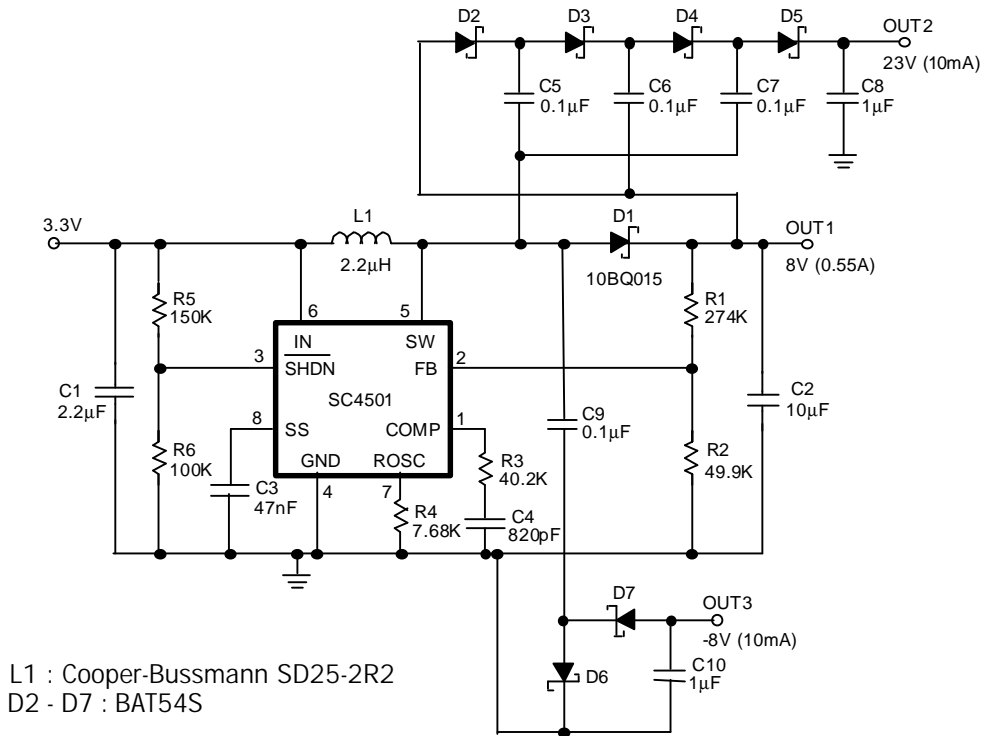 D2
D3
D4
D5
OUT2
23V (10mA)
C5
0.1μF
C6
0.1μF
C7
0.1μF
C8
1μF
3.3V
L1
2.2μH
D1
10BQ015
OUT1
8V (0.55A)
R5
150K
6
5
R1
274K
IN
SW
3
SHDN
FB
2
C1
2.2μF
SC4501
C2
10μF
8
SS
COMP
1
C9
0.1μF
R6
100K
GND
ROSC
R3
40.2K
R2
49.9K
C3
47nF
4
7
R4
7.68K
C4
820pF
D7
OUT3
-8V (10mA)
D6
C10
1μF
L1 : Cooper-Bussmann SD25-2R2
D2 - D7 : BAT54S